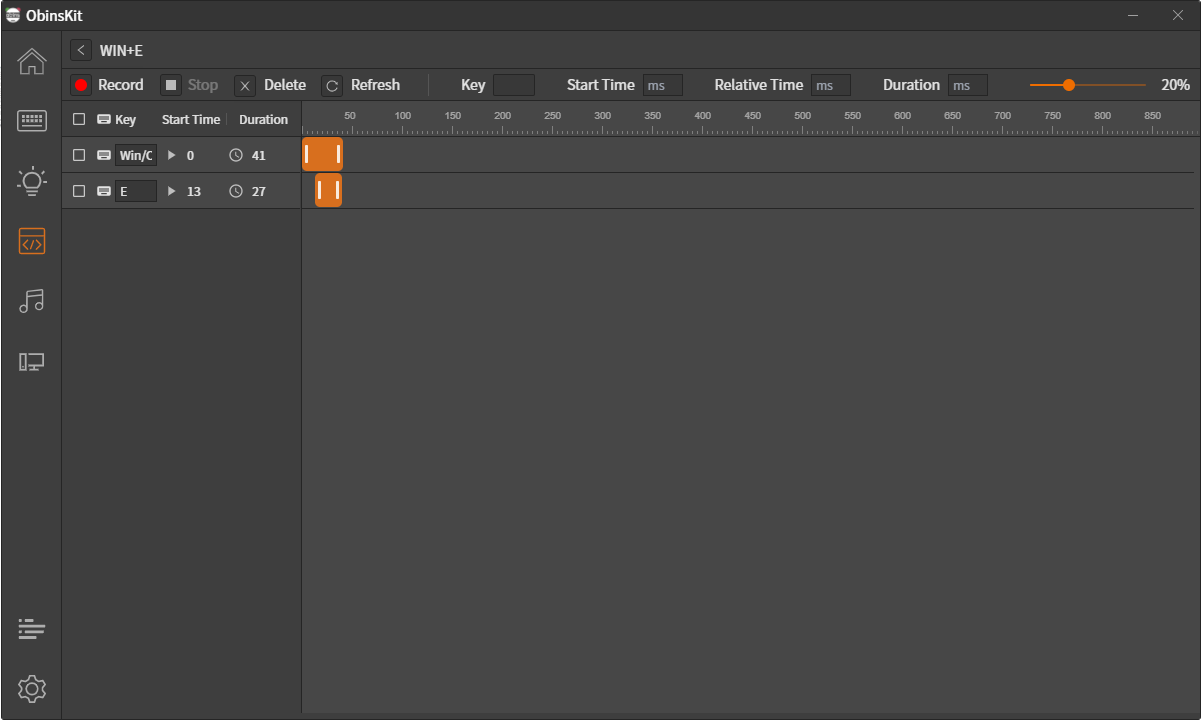 ObinsKit
WIN+E
Record Stop Delete Refresh Key Start Time ms Relative Time ms Duration ms 20%
Key Start Time Duration 50 100 150 200 250 300 350 400 450 500 550 600 650 700 750 800 850
Win/C 0 41
E 13 27